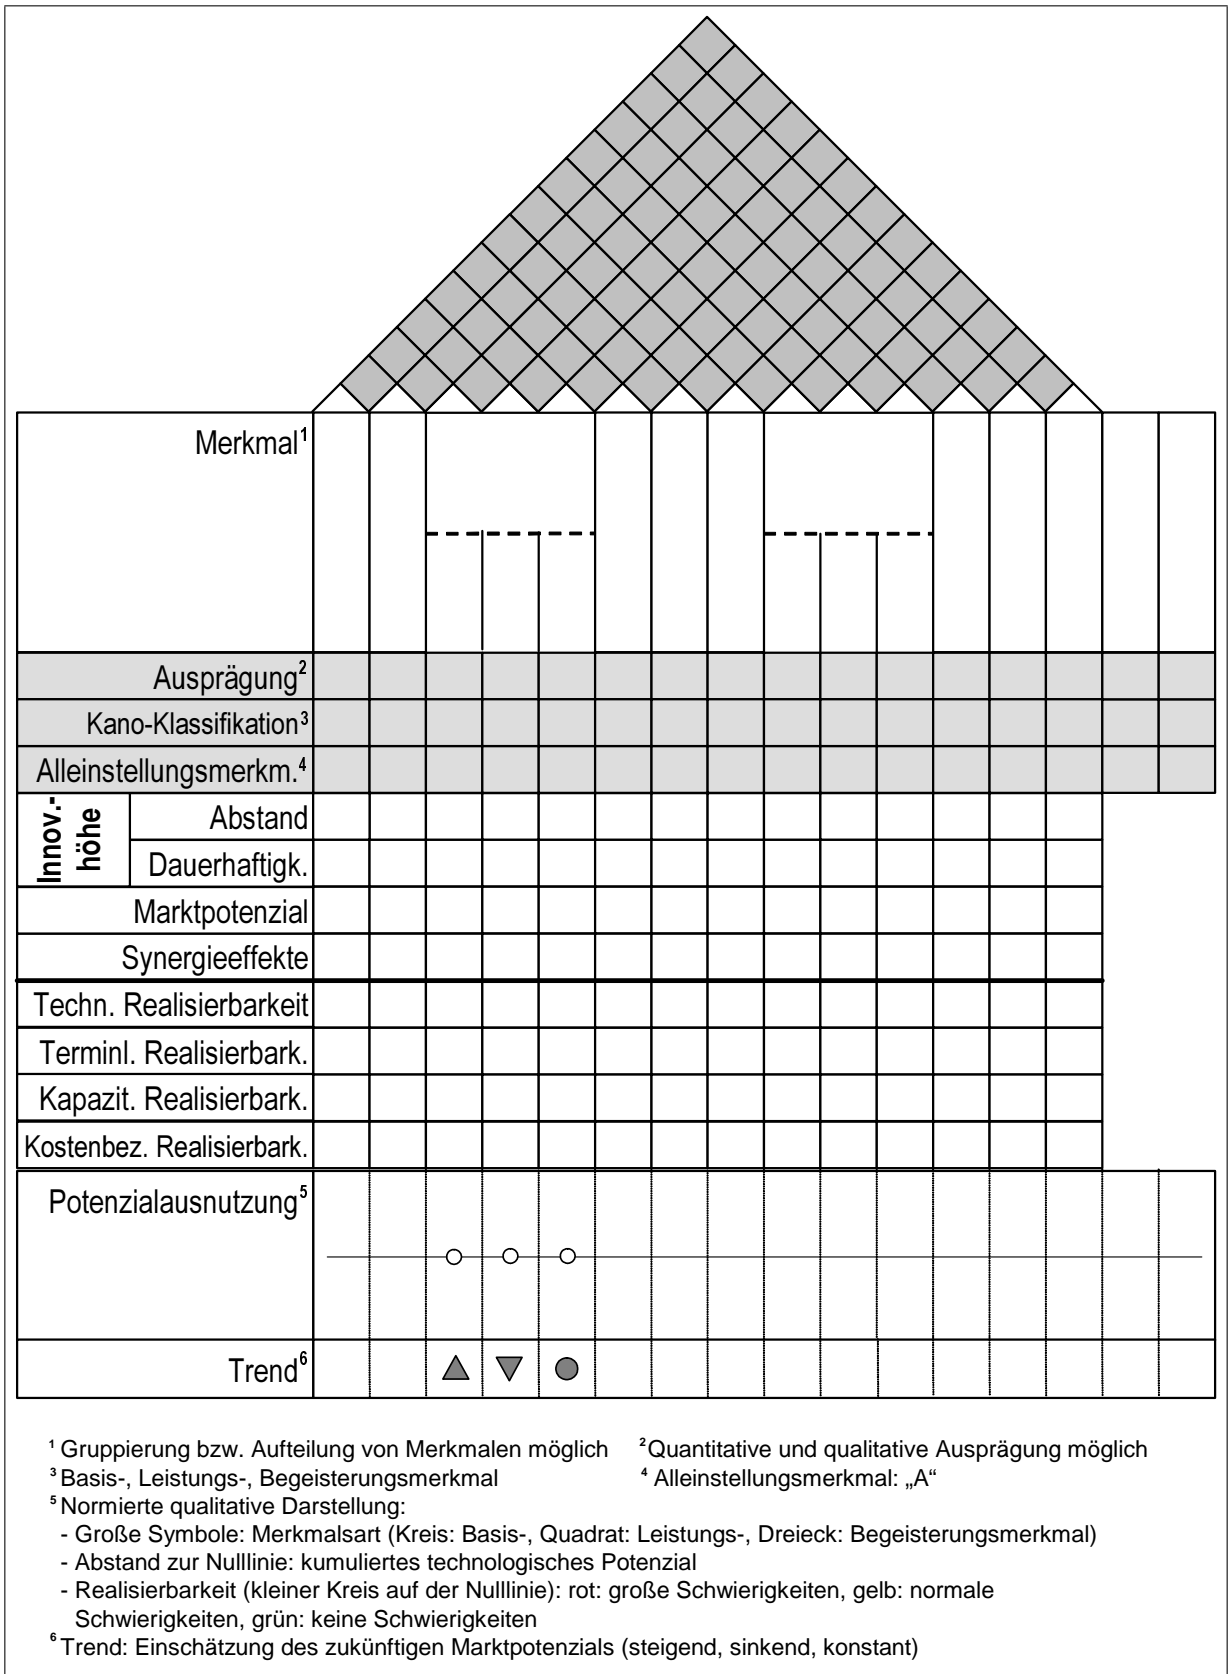 Merkmal¹
Ausprägung²
Kano-Klassifikation³
Alleinstellungsmerkm.⁴
Innov.-
höhe
Abstand
Dauerhaftigk.
Marktpotenzial
Synergieeffekte
Techn. Realisierbarkeit
Terminl. Realisierbark.
Kapazit. Realisierbark.
Kostenbez. Realisierbark.
Potenzialausnutzung⁵
Trend⁶
¹ Gruppierung bzw. Aufteilung von Merkmalen möglich ² Quantitative und qualitative Ausprägung möglich
³ Basis-, Leistungs-, Begeisterungsmerkmal ⁴ Alleinstellungsmerkmal: „A“
⁵ Normierte qualitative Darstellung:
- Große Symbole: Merkmalsart (Kreis: Basis-, Quadrat: Leistungs-, Dreieck: Begeisterungsmerkmal)
- Abstand zur Nulllinie: kumuliertes technologisches Potenzial
- Realisierbarkeit (kleiner Kreis auf der Nulllinie): rot: große Schwierigkeiten, gelb: normale
Schwierigkeiten, grün: keine Schwierigkeiten
⁶ Trend: Einschätzung des zukünftigen Marktpotenzials (steigend, sinkend, konstant)